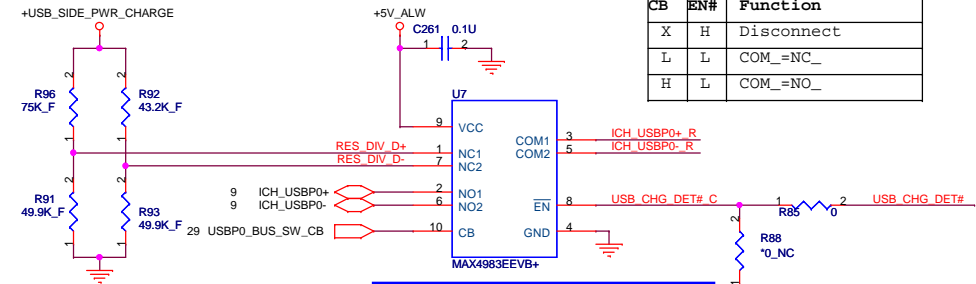 +USB_SIDE_PWR_CHARGE
+5V_ALW
CB EN# Function
X H Disconnect
L L COM_=NC_
H L COM_=NO_
C261 0.1U
1 2
2 2
R96
75K_F
R92
43.2K_F
1 1
U7
9 VCC
RES_DIV_D+ 1 NC1
RES_DIV_D- 7 NC2
COM1 3 ICH_USBP0+_R
COM2 5 ICH_USBP0-_R
2 2
R91
49.9K_F
R93
49.9K_F
1 1
9 ICH_USBP0+ 2 NO1
9 ICH_USBP0- 6 NO2
EN 8 USB_CHG_DET#_C 1 2 USB_CHG_DET#
R85 0
29 USBP0_BUS_SW_CB 10 CB
GND 4
MAX4983EEVB+
2
R88
*0_NC
1